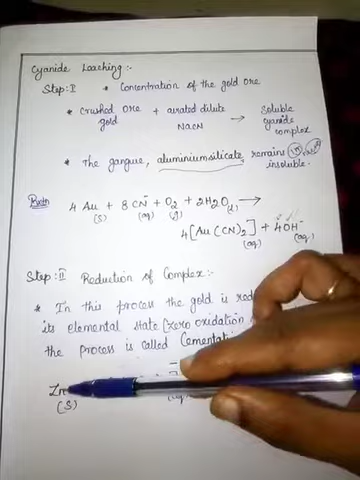 Cyanide Leaching :-
Step: I * Concentration of the gold ore
* crushed ore + aerated dilute → Soluble
gold NaCN cyanide
complex
* The gangue, aluminiumsilicate, remains
insoluble.
Rxtn 4 Au + 8 CN⁻ + O₂ + 2H₂O(l) →
(s) (aq) (g)
4[Au(CN)₂⁻] + 4OH⁻
(aq) (aq)
Step: II Reduction of Complex :-
* In this process the gold is red
its elemental state (zero oxidation
the process is called Cementati
Zn
(s)